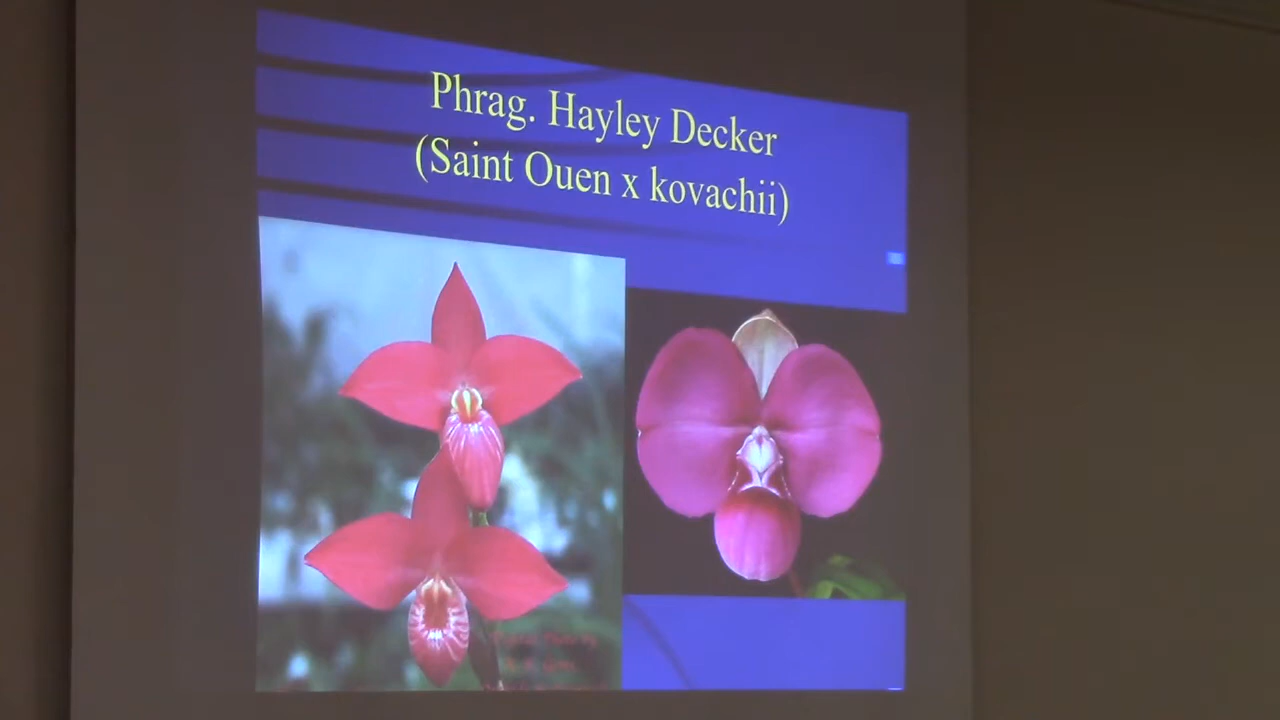 Phrag. Hayley Decker
(Saint Ouen x kovachii)